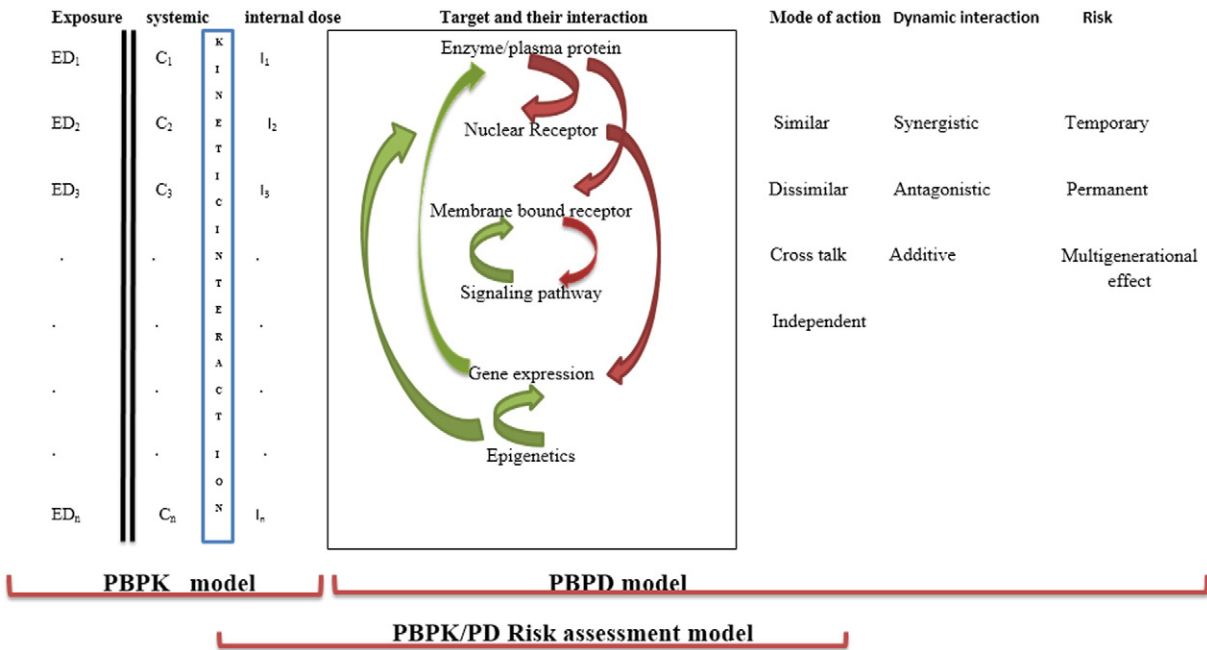 Exposure systemic internal dose Target and their interaction Mode of action Dynamic interaction Risk
ED1 C1 I1 Enzyme/plasma protein
ED2 C2 I2 Nuclear Receptor Similar Synergistic Temporary
ED3 C3 I3 Membrane bound receptor Dissimilar Antagonistic Permanent
. . . Signaling pathway Cross talk Additive Multigenerational
effect
. . . Independent
. . . Gene expression
. . . Epigenetics
EDn Cn In
KINETIC INTERACTION
PBPK model PBPD model
PBPK/PD Risk assessment model